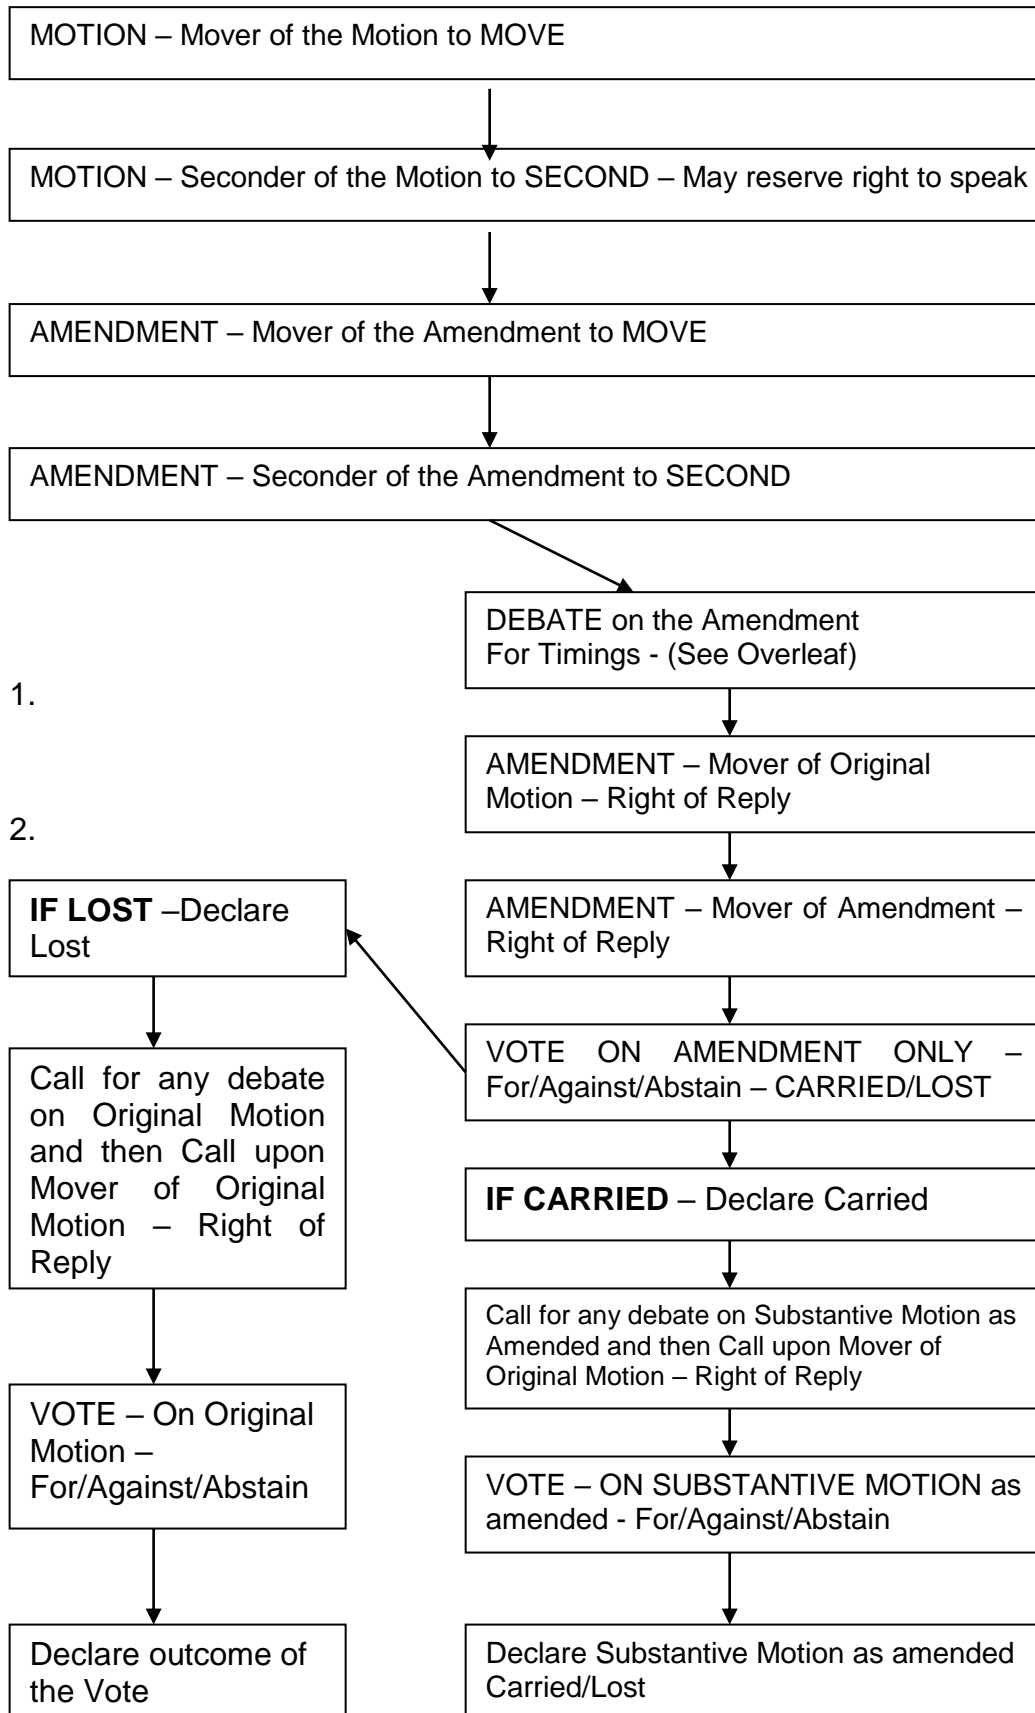 MOTION – Mover of the Motion to MOVE
MOTION – Seconder of the Motion to SECOND – May reserve right to speak
AMENDMENT – Mover of the Amendment to MOVE
AMENDMENT – Seconder of the Amendment to SECOND
DEBATE on the Amendment
For Timings - (See Overleaf)
1.
AMENDMENT – Mover of Original
Motion – Right of Reply
2.
AMENDMENT – Mover of Amendment –
Right of Reply
VOTE ON AMENDMENT ONLY –
For/Against/Abstain – CARRIED/LOST
IF LOST –Declare
Lost
Call for any debate
on Original Motion
and then Call upon
Mover of Original
Motion – Right of
Reply
VOTE – On Original
Motion –
For/Against/Abstain
Declare outcome of
the Vote
IF CARRIED – Declare Carried
Call for any debate on Substantive Motion as
Amended and then Call upon Mover of
Original Motion – Right of Reply
VOTE – ON SUBSTANTIVE MOTION as
amended - For/Against/Abstain
Declare Substantive Motion as amended
Carried/Lost